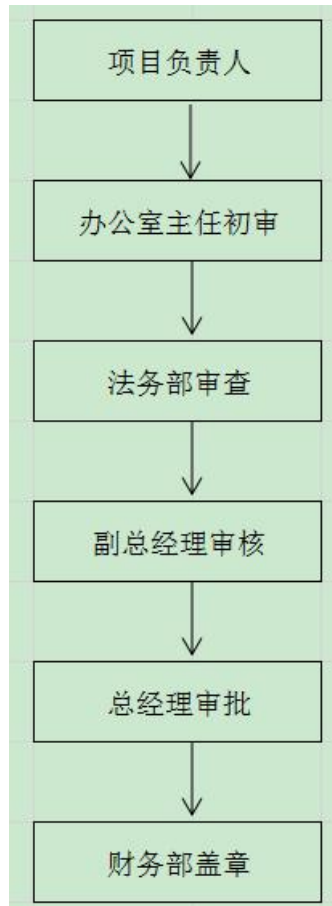 项目负责人
办公室主任初审
法务部审查
副总经理审核
总经理审批
财务部盖章